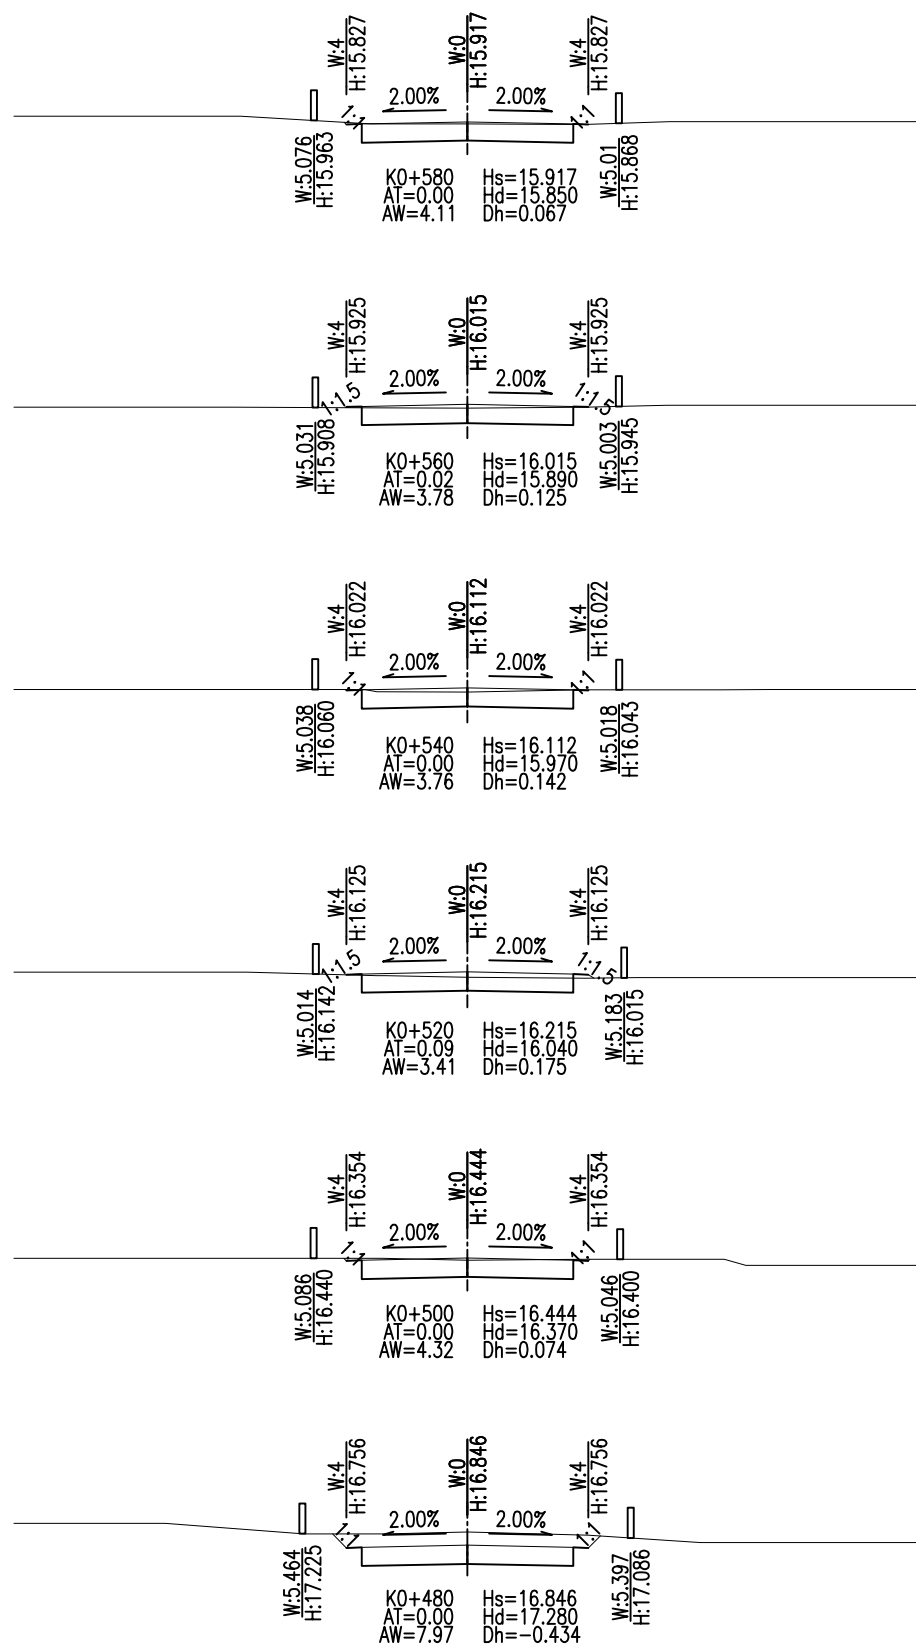 W:4
H:15.827
W:0
H:15.917
W:4
H:15.827
2.00%
2.00%
1:1
1:1
W:5.076
H:15.963
W:5.01
H:15.868
K0+580 Hs=15.917
AT=0.00 Hd=15.850
AW=4.11 Dh=0.067
W:4
H:15.925
W:0
H:16.015
W:4
H:15.925
2.00%
2.00%
1:1.5
1:1.5
W:5.031
H:15.908
W:5.003
H:15.945
K0+560 Hs=16.015
AT=0.02 Hd=15.890
AW=3.78 Dh=0.125
W:4
H:16.022
W:0
H:16.112
W:4
H:16.022
2.00%
2.00%
1:1
1:1
W:5.038
H:16.060
W:5.018
H:16.043
K0+540 Hs=16.112
AT=0.00 Hd=15.970
AW=3.76 Dh=0.142
W:4
H:16.125
W:0
H:16.215
W:4
H:16.125
2.00%
2.00%
1:1.5
1:1.5
W:5.014
H:16.142
W:5.183
H:16.015
K0+520 Hs=16.215
AT=0.09 Hd=16.040
AW=3.41 Dh=0.175
W:4
H:16.354
W:0
H:16.444
W:4
H:16.354
2.00%
2.00%
1:1
1:1
W:5.086
H:16.440
W:5.046
H:16.400
K0+500 Hs=16.444
AT=0.00 Hd=16.370
AW=4.32 Dh=0.074
W:4
H:16.756
W:0
H:16.846
W:4
H:16.756
2.00%
2.00%
1:1
1:1
W:5.464
H:17.225
W:5.397
H:17.086
K0+480 Hs=16.846
AT=0.00 Hd=17.280
AW=7.97 Dh=-0.434